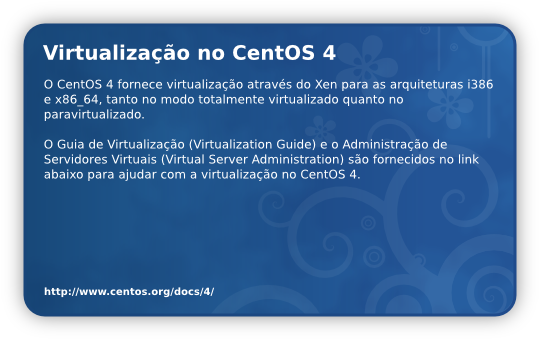 Virtualização no CentOS 4
O CentOS 4 fornece virtualização através do Xen para as arquiteturas i386
e x86_64, tanto no modo totalmente virtualizado quanto no
paravirtualizado.
O Guia de Virtualização (Virtualization Guide) e o Administração de
Servidores Virtuais (Virtual Server Administration) são fornecidos no link
abaixo para ajudar com a virtualização no CentOS 4.
http://www.centos.org/docs/4/